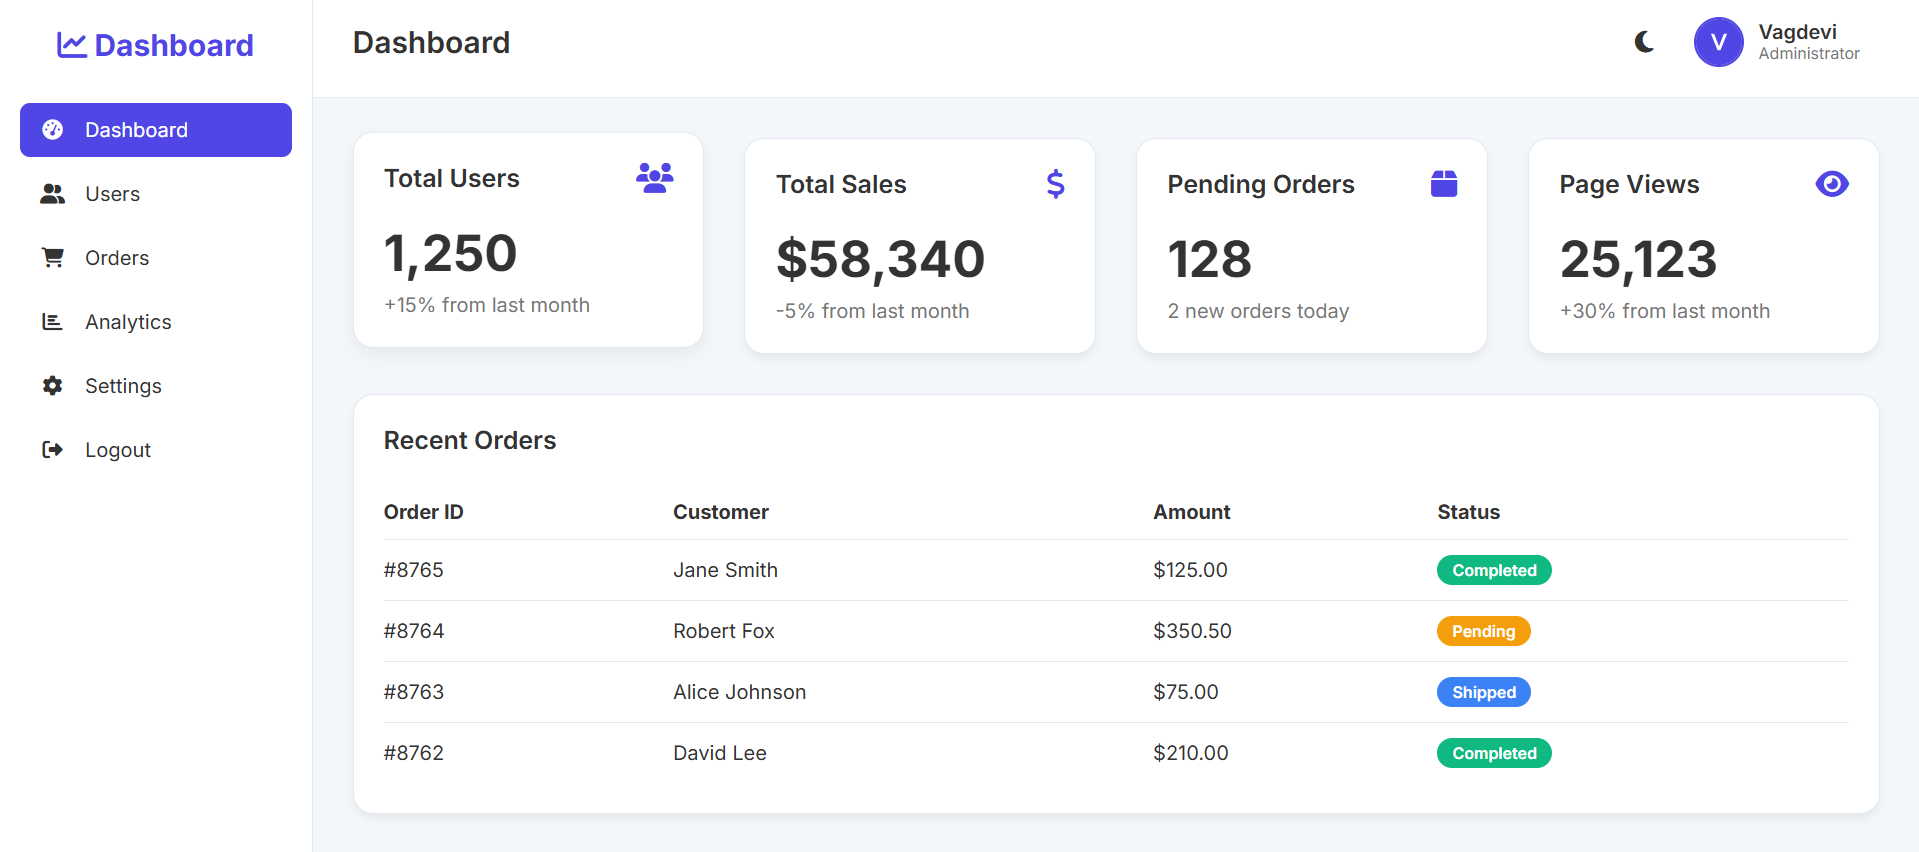 Dashboard
Dashboard
Users
Orders
Analytics
Settings
Logout
Dashboard
V
Vagdevi
Administrator
Total Users
1,250
+15% from last month
Total Sales
$58,340
-5% from last month
Pending Orders
128
2 new orders today
Page Views
25,123
+30% from last month
Recent Orders
Order ID Customer Amount Status
#8765 Jane Smith $125.00 Completed
#8764 Robert Fox $350.50 Pending
#8763 Alice Johnson $75.00 Shipped
#8762 David Lee $210.00 Completed